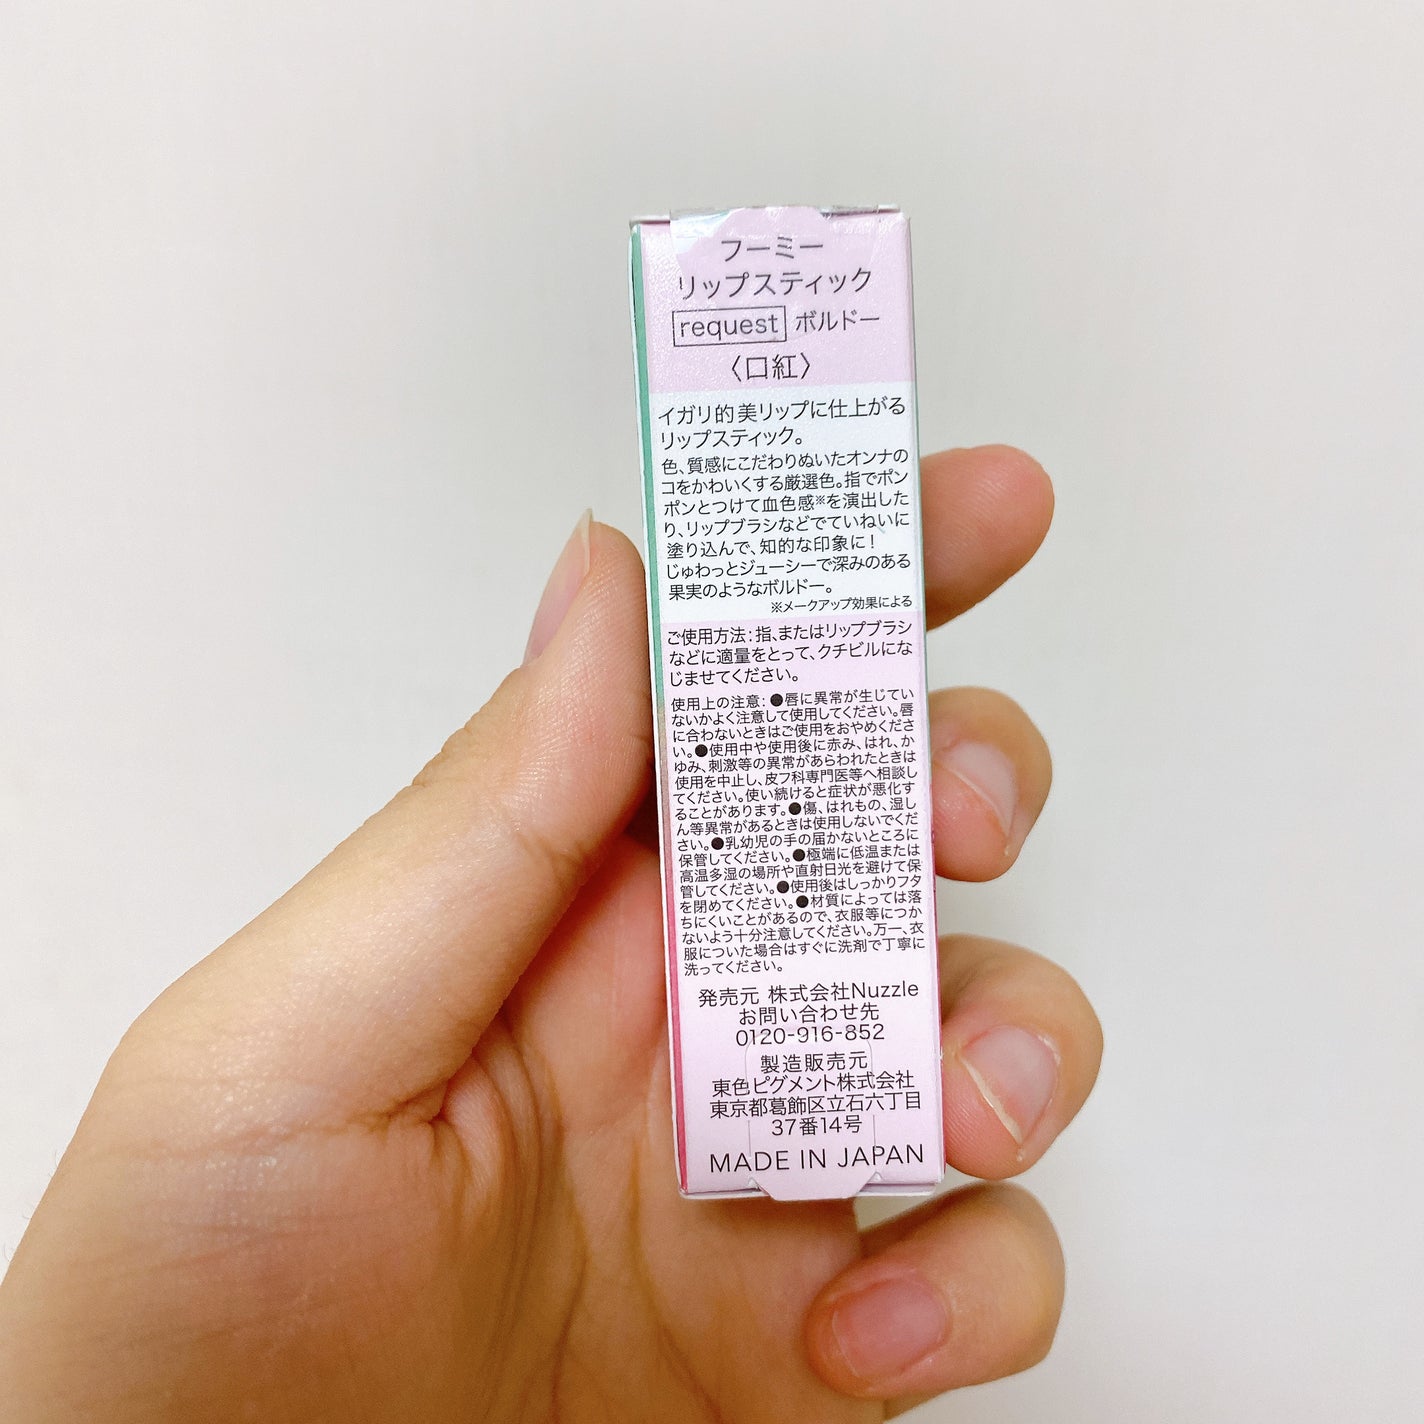 フーミー
リップスティック
request ボルドー
〈口紅〉
イガリ的美リップに仕上がる
リップスティック。
色、質感にこだわりぬいたオンナの
コをかわいくする厳選色。指でポン
ポンとつけて血色感※を演出した
り、リップブラシなどでていねいに
塗り込んで、知的な印象に!
じゅわっとジューシーで深みのある
果実のようなボルドー。
※メークアップ効果による
ご使用方法:指、またはリップブラシ
などに適量をとって、クチビルにな
じませてください。
使用上の注意:●唇に異常が生じてい
ないかよく注意して使用してください。唇
に合わないときはご使用をおやめくださ
い。●使用中や使用後に赤み、はれ、か
ゆみ、刺激等の異常があらわれたときは
使用を中止し、皮フ科専門医等へ相談し
てください。使い続けると症状が悪化す
ることがあります。●傷、はれもの、湿し
ん等異常があるときは使用しないでくだ
さい。●乳幼児の手の届かないところに
保管してください。●極端に低温または
高温多湿の場所や直射日光を避けて保
管してください。●使用後はしっかりフタ
を閉めてください。●材質によっては落
ちにくいことがあるので、衣服等につか
ないよう十分注意してください。万一、衣
服についた場合はすぐに洗剤で丁寧に
洗ってください。
発売元 株式会社Nuzzle
お問い合わせ先
0120-916-852
製造販売元
東色ピグメント株式会社
東京都葛飾区立石六丁目
37番14号
MADE IN JAPAN